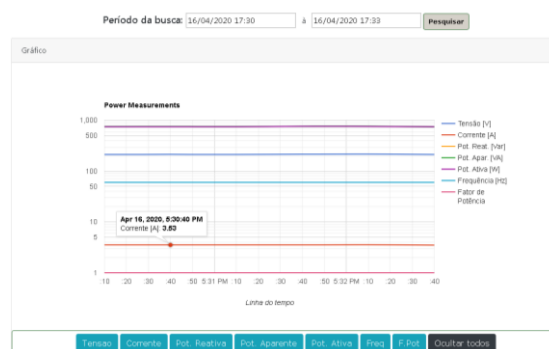 Período da busca: 16/04/2020 17:30 à 16/04/2020 17:33 Pesquisar
Gráfico
Power Measurements
1,000
500
100
50
10
5
1
Tensão [V]
Corrente [A]
Pot. Reat. [Var]
Pot. Apar. [VA]
Pot. Ativa [W]
Frequência [Hz]
Fator de
Potência
Apr 16, 2020, 5:30:40 PM
Corrente [A] 3.53
:10 :20 :30 :40 :50 5:31 PM :10 :20 :30 :40 :50 5:32 PM :10 :20 :30 :40
Linha do tempo
Tensao Corrente Pot. Reativa Pot. Aparente Pot. Ativa Freq F.Pot Ocultar todos